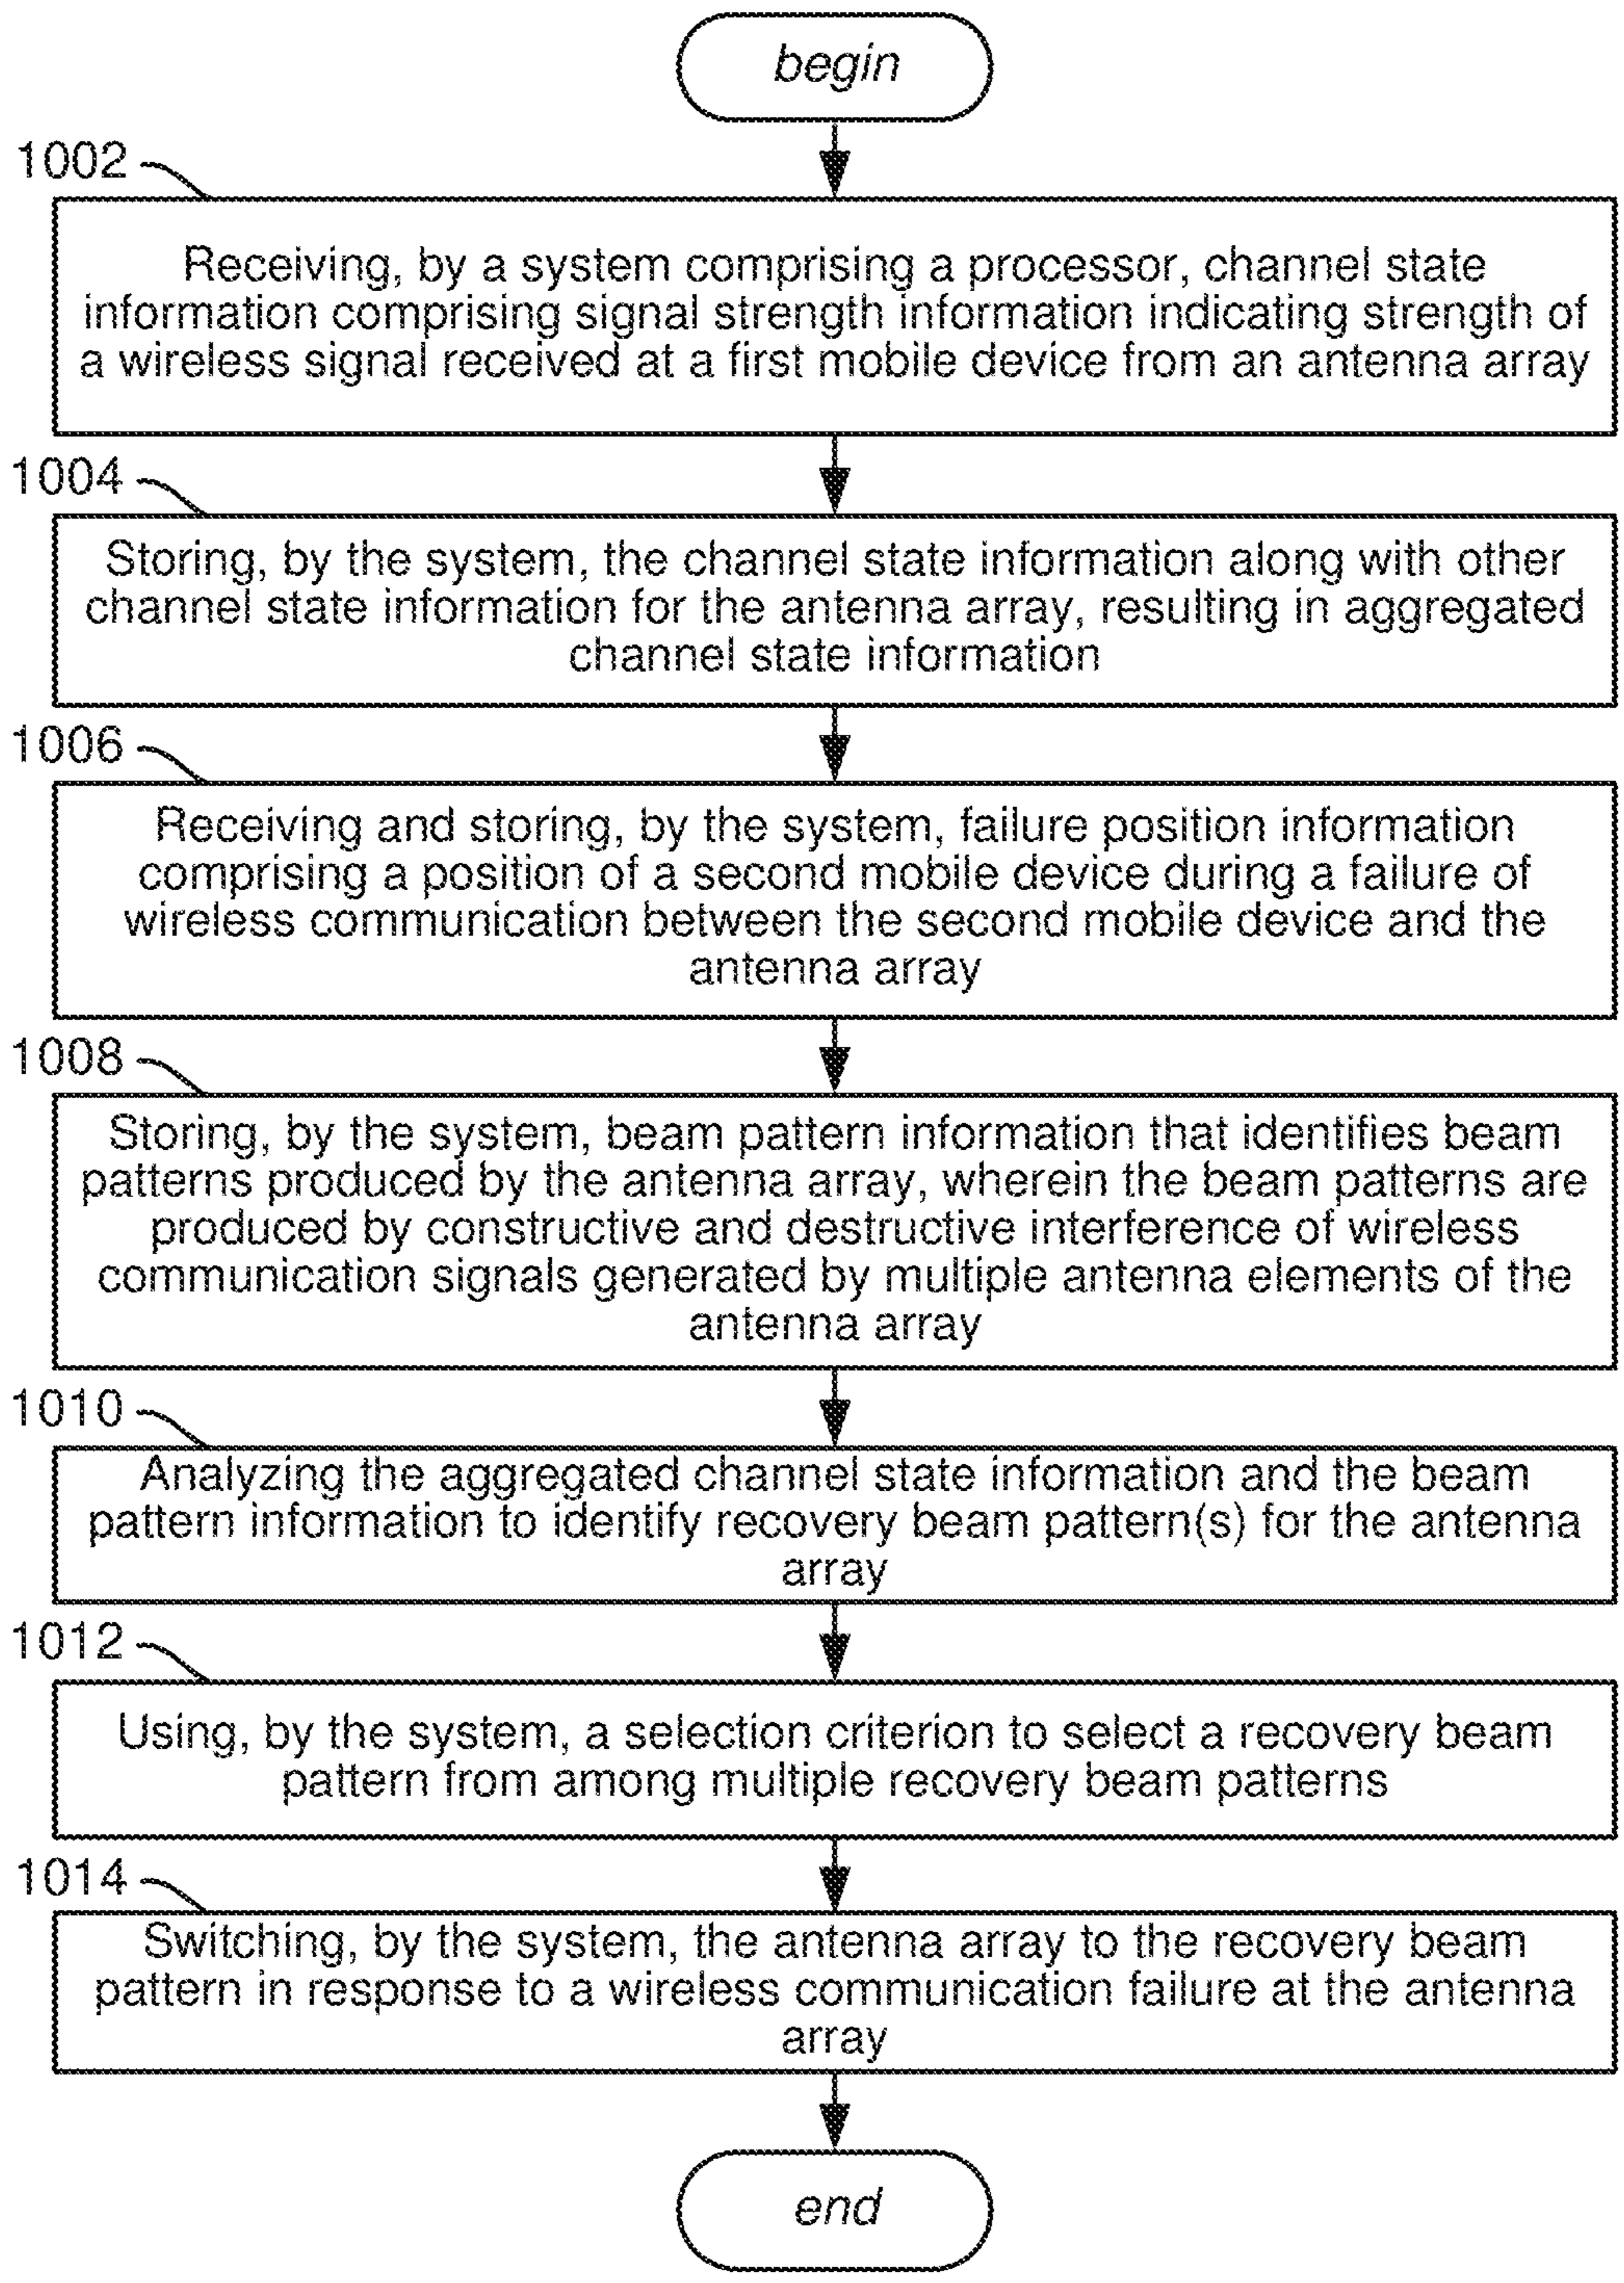 begin
1002
Receiving, by a system comprising a processor, channel state
information comprising signal strength information indicating strength of
a wireless signal received at a first mobile device from an antenna array
1004
Storing, by the system, the channel state information along with other
channel state information for the antenna array, resulting in aggregated
channel state information
1006
Receiving and storing, by the system, failure position information
comprising a position of a second mobile device during a failure of
wireless communication between the second mobile device and the
antenna array
1008
Storing, by the system, beam pattern information that identifies beam
patterns produced by the antenna array, wherein the beam patterns are
produced by constructive and destructive interference of wireless
communication signals generated by multiple antenna elements of the
antenna array
1010
Analyzing the aggregated channel state information and the beam
pattern information to identify recovery beam pattern(s) for the antenna
array
1012
Using, by the system, a selection criterion to select a recovery beam
pattern from among multiple recovery beam patterns
1014
Switching, by the system, the antenna array to the recovery beam
pattern in response to a wireless communication failure at the antenna
array
end